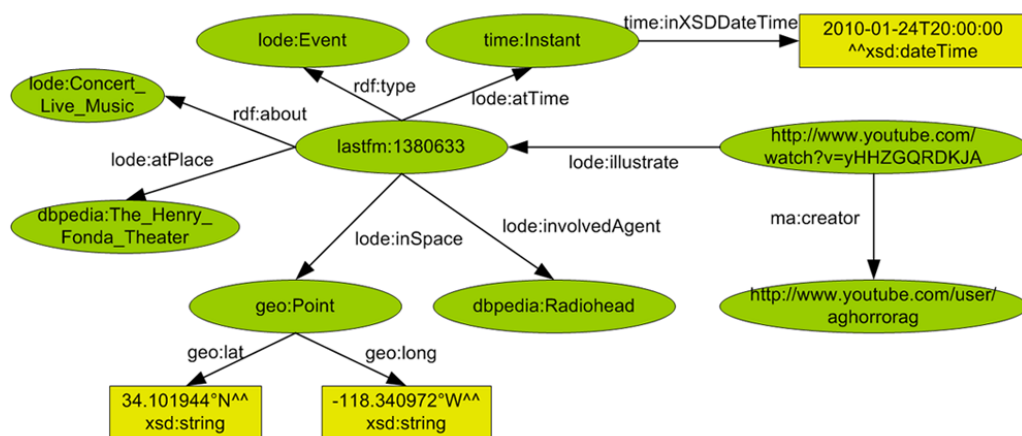 lode:Event
time:Instant
time:inXSDDateTime
2010-01-24T20:00:00
^^xsd:dateTime
lode:Concert_
Live_Music
rdf:type
lode:atTime
rdf:about
lode:atPlace
lastfm:1380633
lode:illustrate
http://www.youtube.com/
watch?v=yHHZGQRDKJA
dbpedia:The_Henry_
Fonda_Theater
lode:inSpace
lode:involvedAgent
ma:creator
geo:Point
dbpedia:Radiohead
http://www.youtube.com/user/
aghorrorag
geo:lat
geo:long
34.101944°N^^
xsd:string
-118.340972°W^^
xsd:string